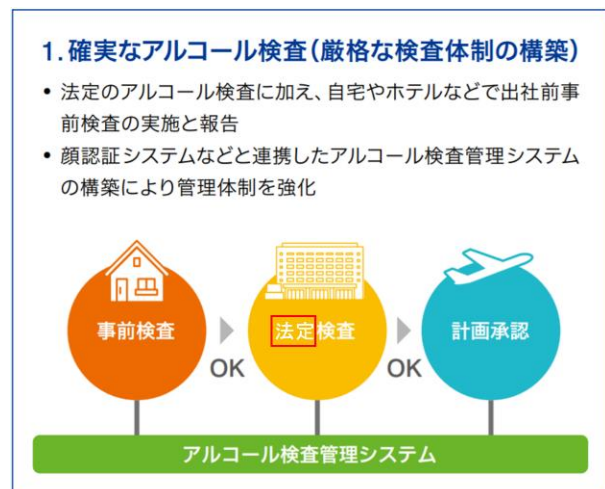 1.確実なアルコール検査(厳格な検査体制の構築)
• 法定のアルコール検査に加え、自宅やホテルなどで出社前事
前検査の実施と報告
• 顔認証システムなどと連携したアルコール検査管理システム
の構築により管理体制を強化
事前検査
OK
法定検査
OK
計画承認
アルコール検査管理システム